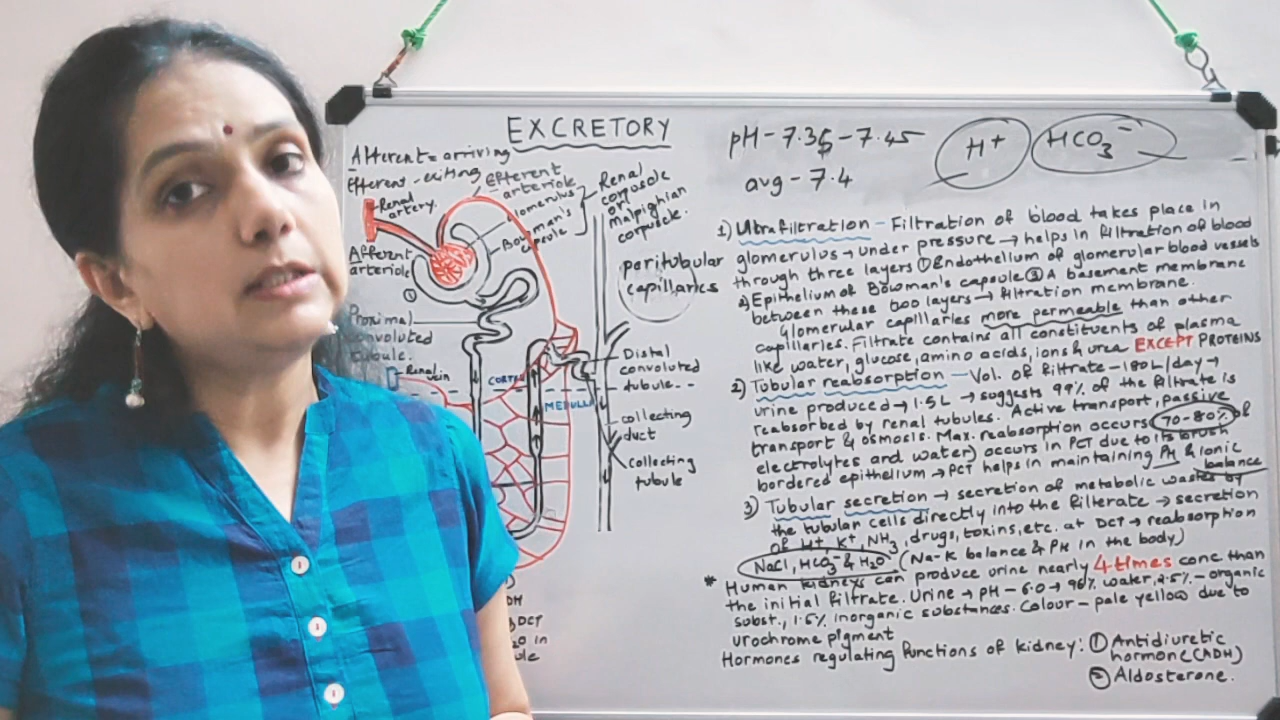 EXCRETORY
Afferent = arriving
Efferent - exiting
Renal
artery.
Efferent
arteriole
Glomerulus
Bowman's
capsule
Renal
corpuscle
or
malpighian
corpuscle.
Afferent
arteriole
①
Proximal
convoluted
tubule.
Renal
vein
CORTEX
MEDULLA
peritubular
capillaries
Distal
convoluted
tubule
collecting
duct
collecting
tubule
DCT
in
pH - 7.35 - 7.45
avg - 7.4
H+
HCO3-
1) Ultrafiltration - Filtration of blood takes place in
glomerulus → under pressure → helps in filtration of blood
through three layers ① Endothelium of glomerular blood vessels
2) Epithelium of Bowman's capsule ③ A basement membrane
between these two layers → filtration membrane.
Glomerular capillaries more permeable than other
capillaries. Filtrate contains all constituents of plasma
like water, glucose, amino acids, ions & urea EXCEPT PROTEINS
2) Tubular reabsorption - Vol. of filtrate - 180L/day →
urine produced → 1.5L → suggests 99% of the filtrate is
reabsorbed by renal tubules. Active transport, passive
transport & osmosis. Max. reabsorption occurs (70-80% of
electrolytes and water) occurs in PCT due to its brush
bordered epithelium → PCT helps in maintaining PH & ionic
balance
3) Tubular secretion → secretion of metabolic wastes by
the tubular cells directly into the filterate → secretion
of H+, K+, NH3, drugs, toxins, etc. at DCT → reabsorption
NaCl, HCO3- & H2O (Na-K balance & PH in the body)
* Human kidneys can produce urine nearly 4 times conc than
the initial filtrate. Urine → pH - 6.0 → 96% water, 2.5% - organic
subst., 1.5% inorganic substances. Colour - pale yellow due to
urochrome pigment
Hormones regulating functions of kidney: ① Antidiuretic
hormone (ADH)
② Aldosterone.